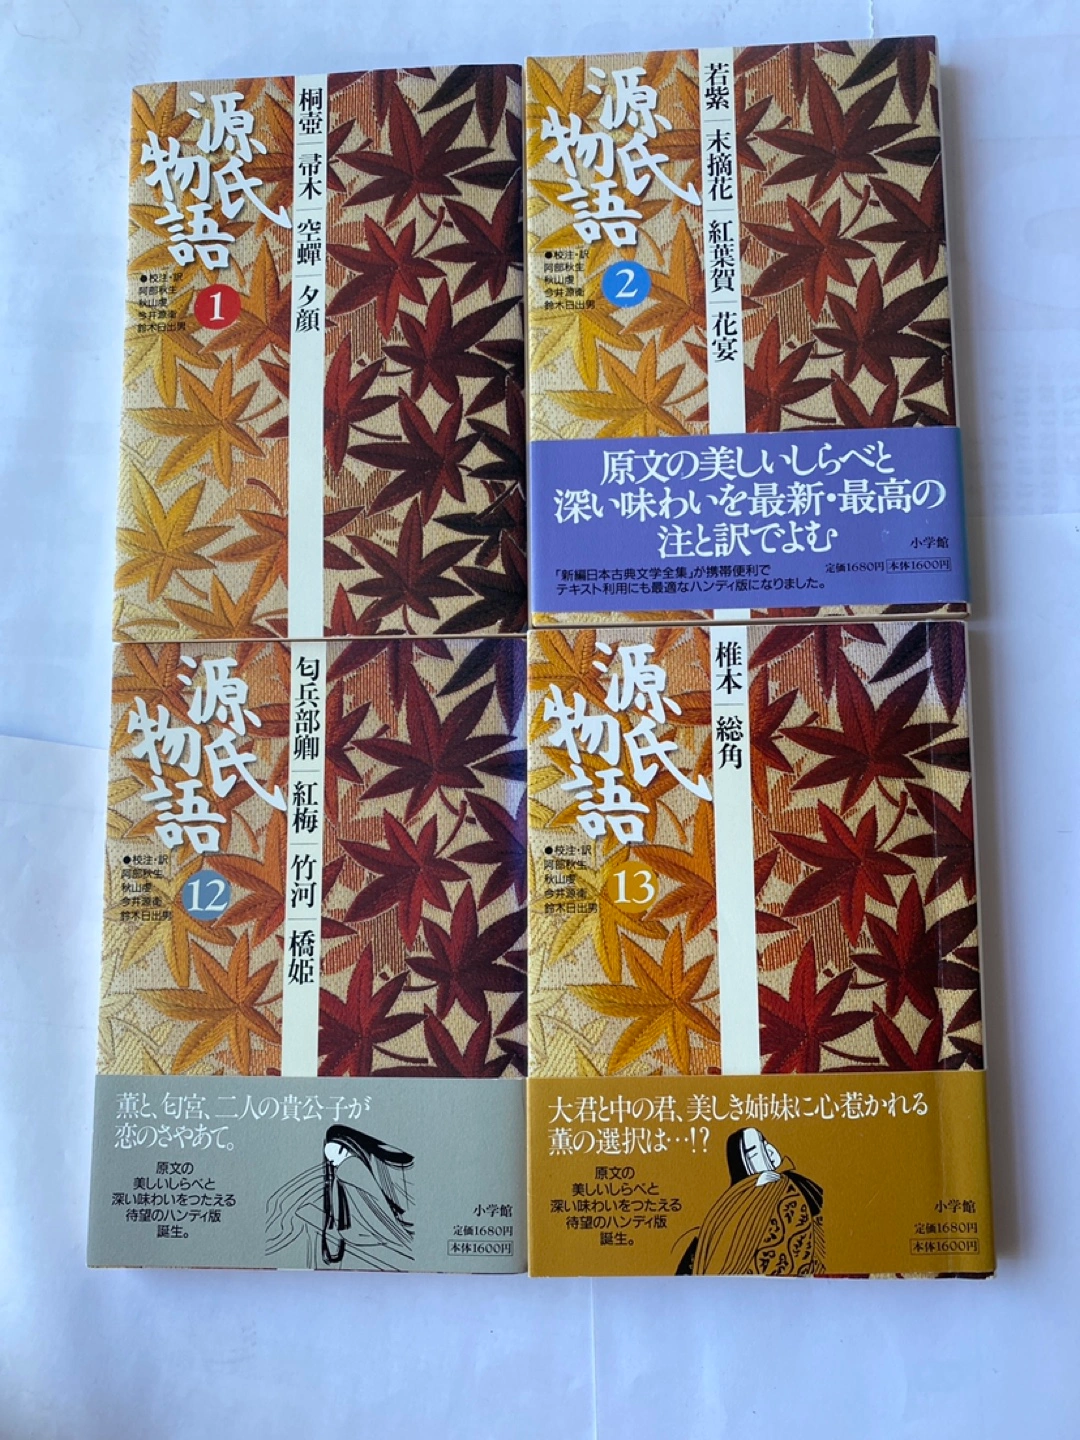 源氏物語
桐壺
帚木
空蟬
夕顔
●校注・訳
阿部秋生
秋山虔
今井源衛
鈴木日出男
1
源氏物語
若紫
末摘花
紅葉賀
花宴
●校注・訳
阿部秋生
秋山虔
今井源衛
鈴木日出男
2
原文の美しいしらべと
深い味わいを最新・最高の
注と訳でよむ
小学館
「新編日本古典文学全集」が携帯便利で
テキスト利用にも最適なハンディ版になりました。
定価1680円 本体1600円
源氏物語
匂兵部卿
紅梅
竹河
橋姫
●校注・訳
阿部秋生
秋山虔
今井源衛
鈴木日出男
12
薫と、匂宮、二人の貴公子が
恋のさやあて。
原文の
美しいしらべと
深い味わいをつたえる
待望のハンディ版
誕生。
小学館
定価1680円
本体1600円
源氏物語
椎本
総角
●校注・訳
阿部秋生
秋山虔
今井源衛
鈴木日出男
13
大君と中の君、美しき姉妹に心惹かれる
薫の選択は…!?
原文の
美しいしらべと
深い味わいをつたえる
待望のハンディ版
誕生。
小学館
定価1680円
本体1600円